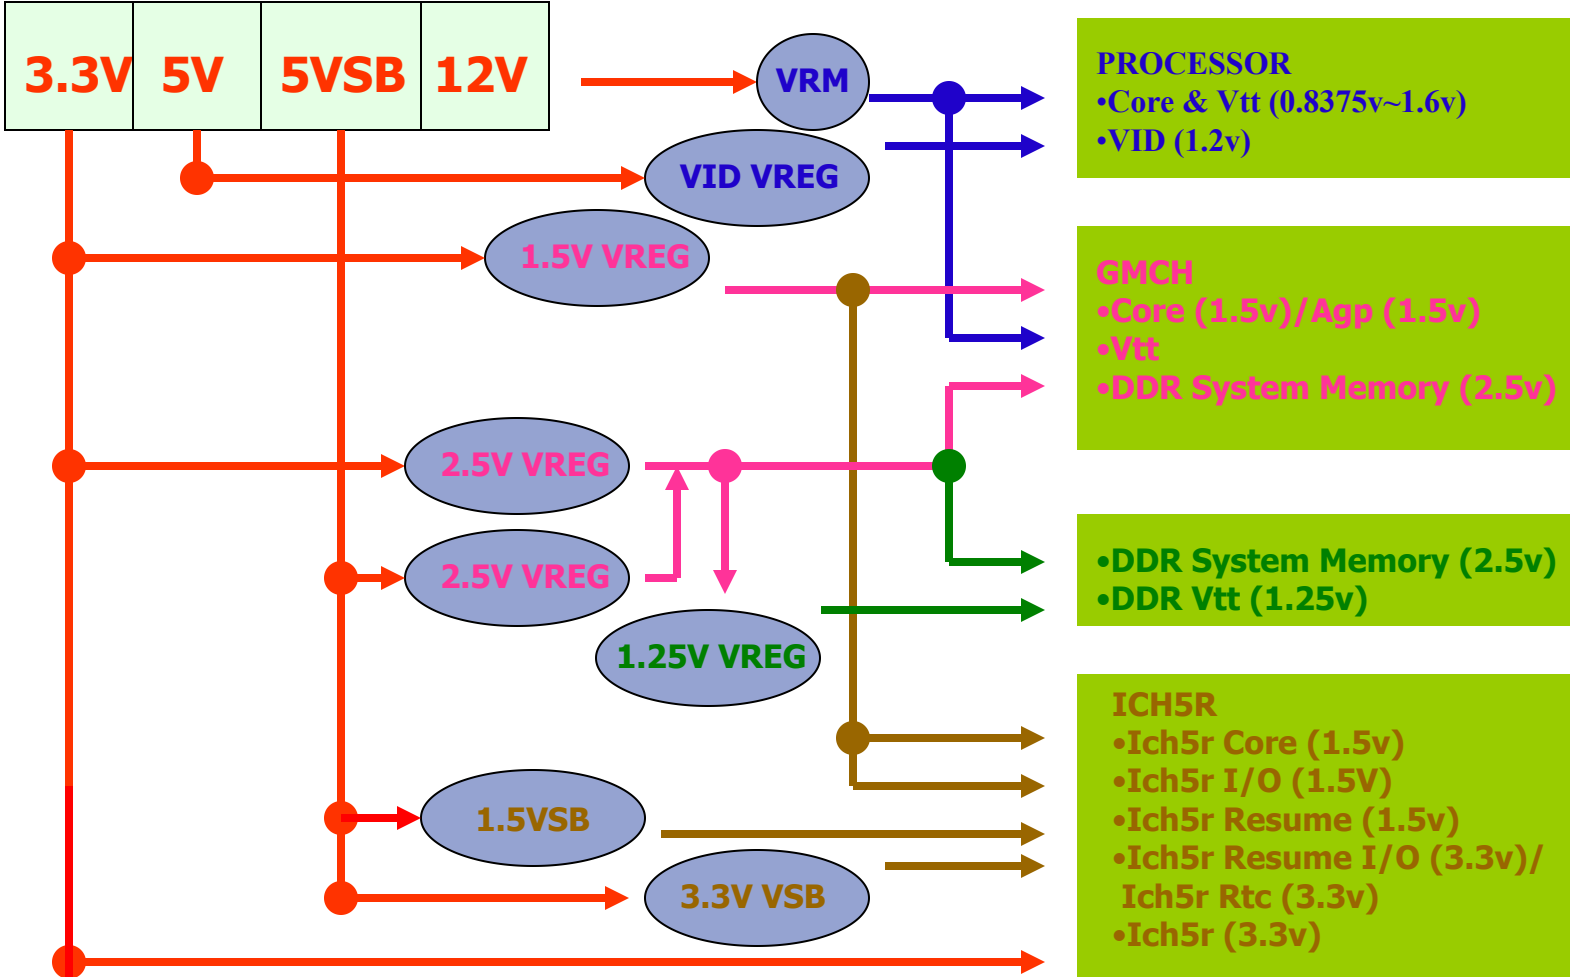 3.3V 5V 5VSB 12V
VRM
PROCESSOR
•Core & Vtt (0.8375v~1.6v)
•VID (1.2v)
VID VREG
1.5V VREG
GMCH
•Core (1.5v)/Agp (1.5v)
•Vtt
•DDR System Memory (2.5v)
2.5V VREG
2.5V VREG
•DDR System Memory (2.5v)
•DDR Vtt (1.25v)
1.25V VREG
ICH5R
•Ich5r Core (1.5v)
•Ich5r I/O (1.5V)
•Ich5r Resume (1.5v)
•Ich5r Resume I/O (3.3v)/
Ich5r Rtc (3.3v)
•Ich5r (3.3v)
1.5VSB
3.3V VSB